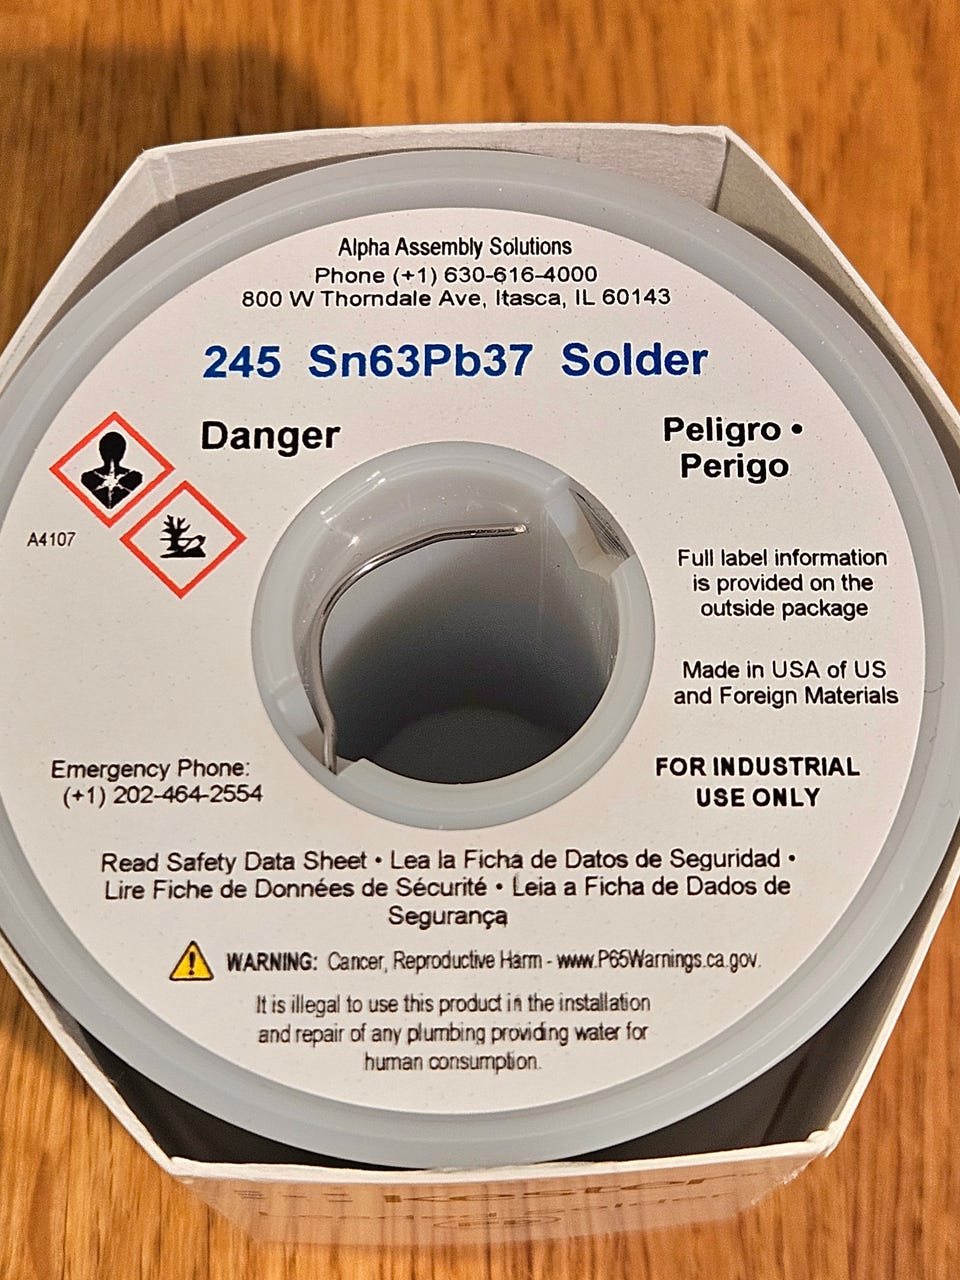 Alpha Assembly Solutions
Phone (+1) 630-616-4000
800 W Thorndale Ave, Itasca, IL 60143
245 Sn63Pb37 Solder
Danger
Peligro •
Perigo
A4107
Full label information
is provided on the
outside package
Made in USA of US
and Foreign Materials
Emergency Phone:
(+1) 202-464-2554
FOR INDUSTRIAL
USE ONLY
Read Safety Data Sheet • Lea la Ficha de Datos de Seguridad •
Lire Fiche de Données de Sécurité • Leia a Ficha de Dados de
Segurança
WARNING: Cancer, Reproductive Harm - www.P65Warnings.ca.gov.
It is illegal to use this product in the installation
and repair of any plumbing providing water for
human consumption.